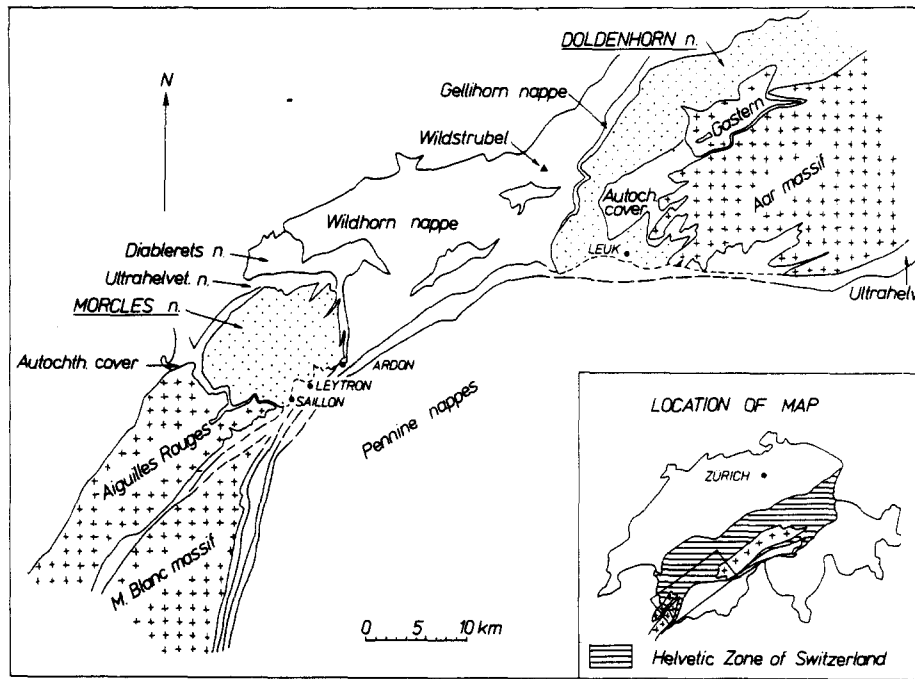 N
DOLDENHORN n.
Gellihorn nappe
Gastern
Wildstrubel
Aar massif
Autoch.
cover
Wildhorn nappe
LEUK
Diablerets n.
Ultrahelvet. n.
Ultrahelv
MORCLES n.
Autochth. cover
ARDON
LEYTRON
SAILLON
Pennine nappes
Aiguilles Rouges
M. Blanc massif
0 5 10 km
LOCATION OF MAP
ZÜRICH
Helvetic Zone of Switzerland